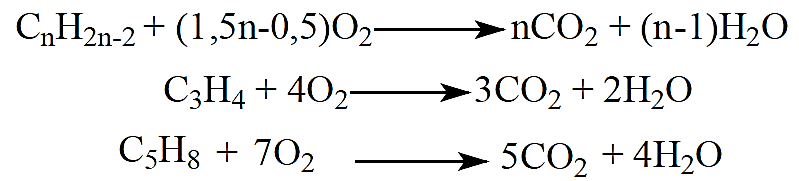 CₙH₂ₙ₋₂ + (1,5n-0,5)O₂ ⟶ nCO₂ + (n-1)H₂O
C₃H₄ + 4O₂ ⟶ 3CO₂ + 2H₂O
C₅H₈ + 7O₂ ⟶ 5CO₂ + 4H₂O